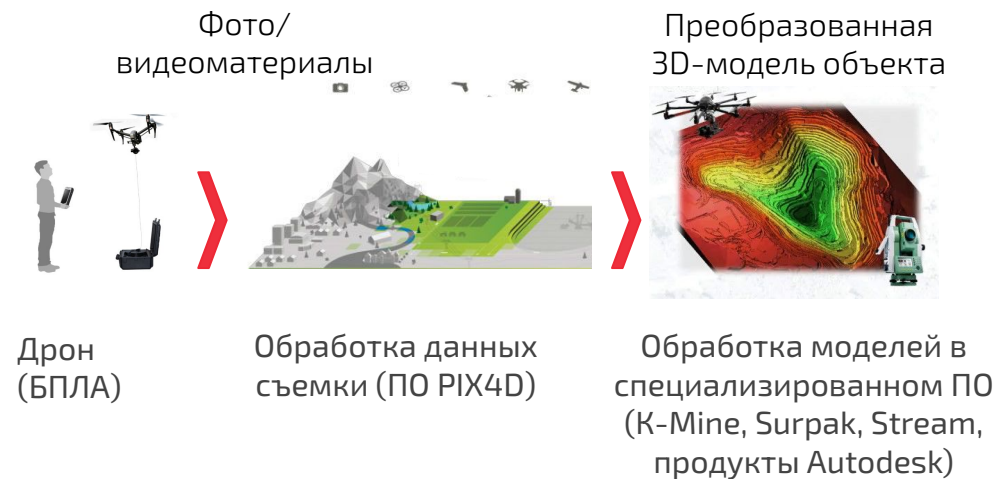 Фото/
видеоматериалы
Преобразованная
3D-модель объекта
Дрон
(БПЛА)
Обработка данных
съемки (ПО PIX4D)
Обработка моделей в
специализированном ПО
(K-Mine, Surpak, Stream,
продукты Autodesk)